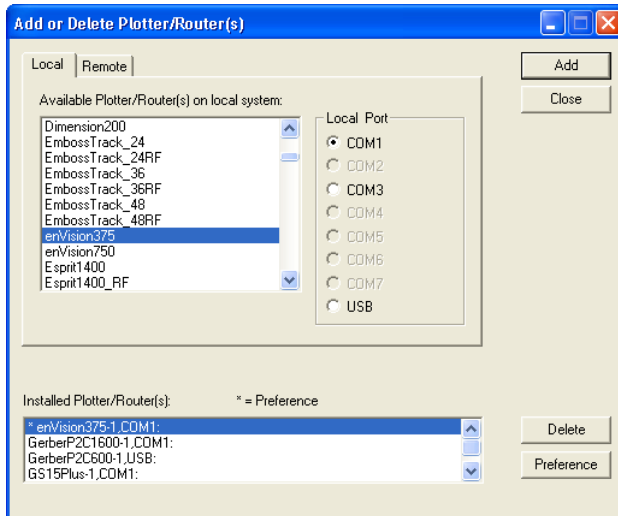 Add or Delete Plotter/Router(s)
Local
Remote
Add
Close
Available Plotter/Router(s) on local system:
Dimension200
EmbossTrack_24
EmbossTrack_24RF
EmbossTrack_36
EmbossTrack_36RF
EmbossTrack_48
EmbossTrack_48RF
enVision375
enVision750
Esprit1400
Esprit1400_RF
Local Port
COM1
COM2
COM3
COM4
COM5
COM6
COM7
USB
Installed Plotter/Router(s): * = Preference
* enVision375-1,COM1:
GerberP2C1600-1,COM1:
GerberP2C600-1,USB:
GS15Plus-1,COM1:
Delete
Preference